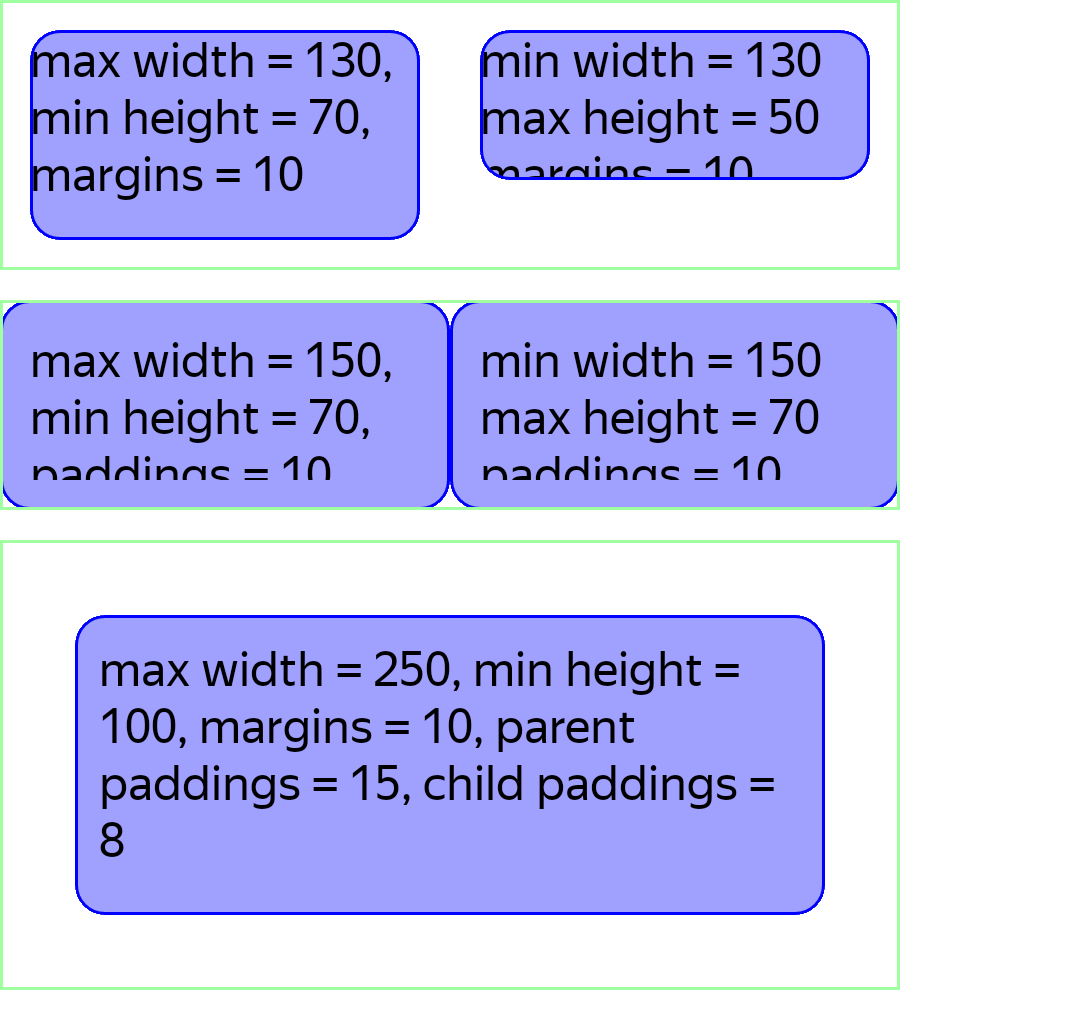 max width = 130,
min height = 70,
margins = 10
min width = 130
max height = 50
margins = 10
max width = 150,
min height = 70,
paddings = 10
min width = 150
max height = 70
paddings = 10
max width = 250, min height =
100, margins = 10, parent
paddings = 15, child paddings =
8